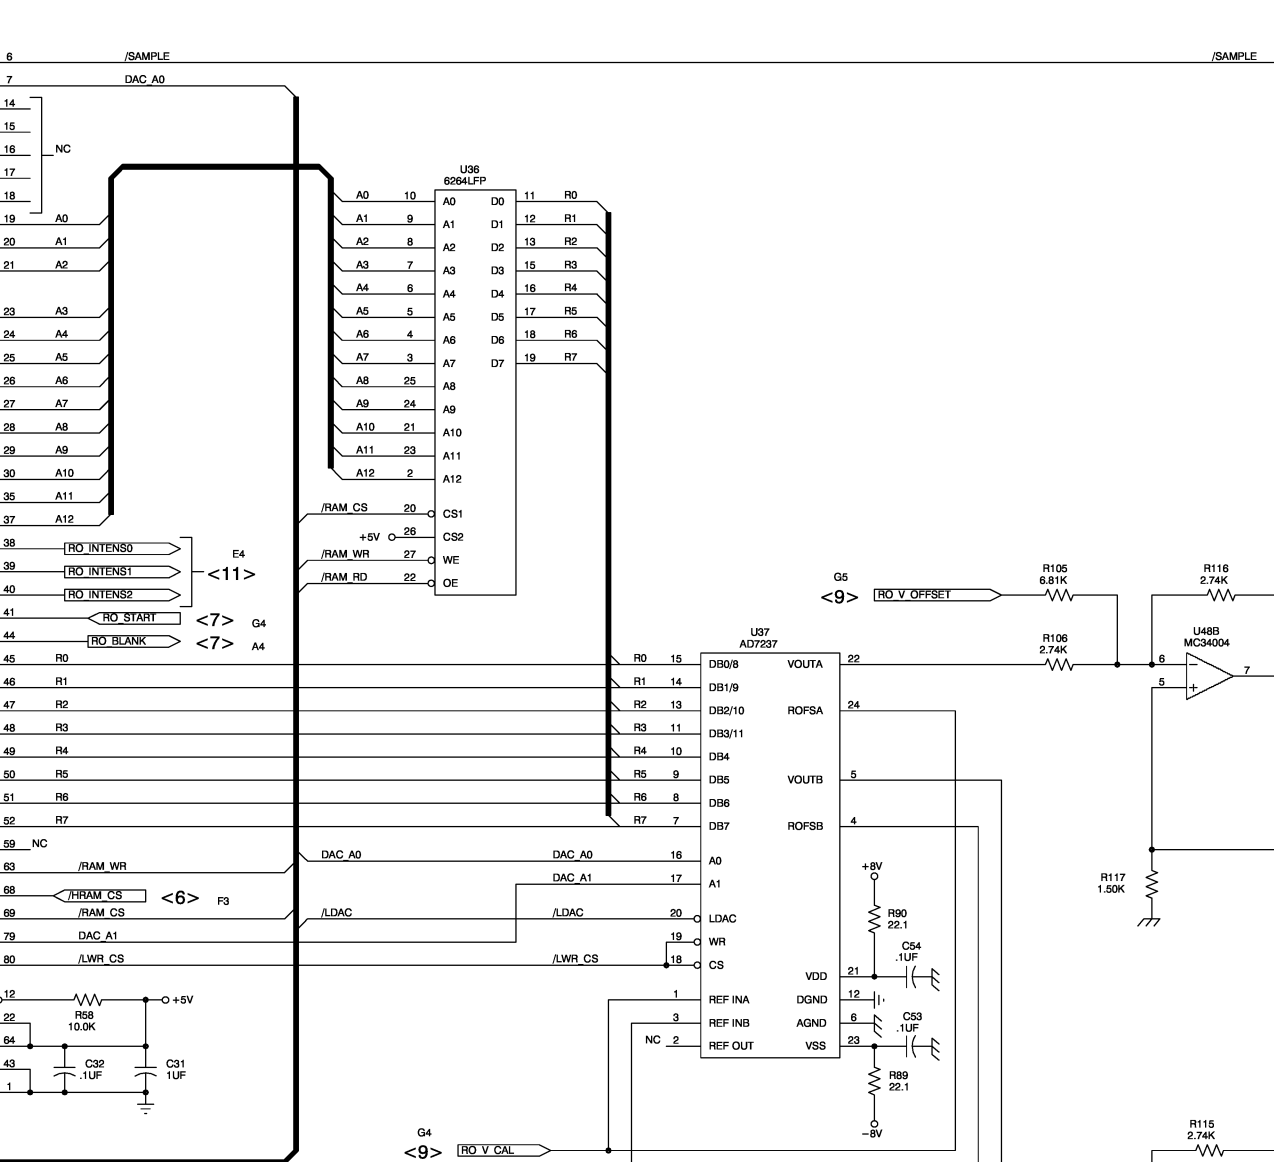 6 /SAMPLE /SAMPLE
7 DAC_A0
14
15
16 NC
17
18
19 A0
20 A1
21 A2
23 A3
24 A4
25 A5
26 A6
27 A7
28 A8
29 A9
30 A10
35 A11
37 A12
38 RO_INTENS0
39 RO_INTENS1
40 RO_INTENS2
E4
<11>
41 RO_START <7> G4
44 RO_BLANK <7> A4
45 R0
46 R1
47 R2
48 R3
49 R4
50 R5
51 R6
52 R7
59 NC
63 /RAM_WR
68 /HRAM_CS <6> F3
69 /RAM_CS
79 DAC_A1
80 /LWR_CS
12 +5V
R58
10.0K
22
64
43
1
C32
.1UF
C31
1UF
U36
6264LFP
A0 10 A0 D0 11 R0
A1 9 A1 D1 12 R1
A2 8 A2 D2 13 R2
A3 7 A3 D3 15 R3
A4 6 A4 D4 16 R4
A5 5 A5 D5 17 R5
A6 4 A6 D6 18 R6
A7 3 A7 D7 19 R7
A8 25 A8
A9 24 A9
A10 21 A10
A11 23 A11
A12 2 A12
/RAM_CS 20 CS1
+5V 26 CS2
/RAM_WR 27 WE
/RAM_RD 22 OE
U37
AD7237
R0 15 DB0/8 VOUTA 22
R1 14 DB1/9
R2 13 DB2/10 ROFSA 24
R3 11 DB3/11
R4 10 DB4
R5 9 DB5 VOUTB 5
R6 8 DB6
R7 7 DB7 ROFSB 4
DAC_A0 DAC_A0 16 A0
DAC_A1 17 A1
/LDAC /LDAC 20 LDAC
19 WR
/LWR_CS 18 CS
VDD 21
1 REF INA DGND 12
3 REF INB AGND 6
NC 2 REF OUT VSS 23
+8V
R90
22.1
C54
.1UF
C53
.1UF
R89
22.1
-8V
G4
<9> RO_V_CAL
G5
<9> RO_V_OFFSET
R105
6.81K
R106
2.74K
R116
2.74K
U48B
MC34004
6 - 7
5 +
R117
1.50K
R115
2.74K